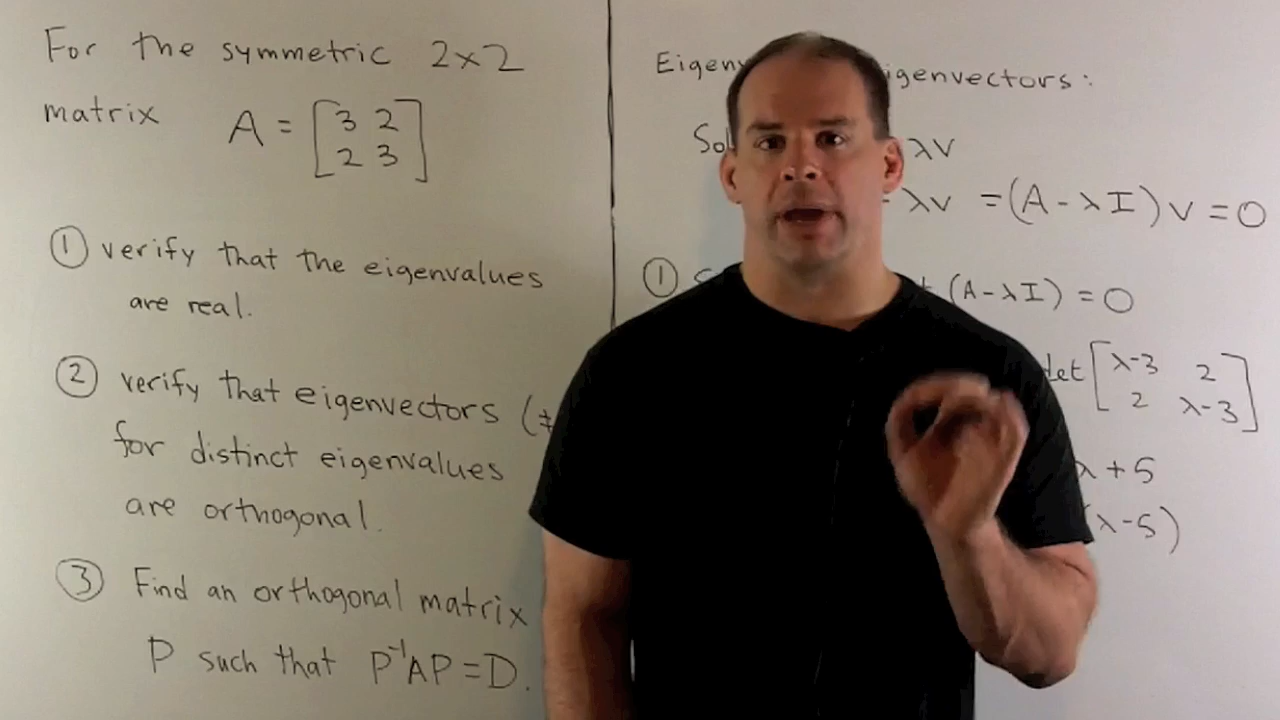 For the symmetric 2x2
matrix A = [3 2
2 3]
① verify that the eigenvalues
are real.
② verify that eigenvectors (≠
for distinct eigenvalues
are orthogonal.
③ Find an orthogonal matrix
P such that P⁻¹AP = D.
Eigenv igenvectors:
Sol λv
- λv = (A - λI) v = 0
① (A - λI) = 0
det [λ-3 2
2 λ-3]
λ + 5
(λ-5)